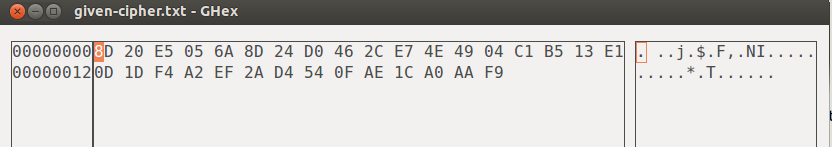 given-cipher.txt - GHex
00000000 8D 20 E5 05 6A 8D 24 D0 46 2C E7 4E 49 04 C1 B5 13 E1 . ..j.$.F,.NI.....
00000012 0D 1D F4 A2 EF 2A D4 54 0F AE 1C A0 AA F9 .....*.T......